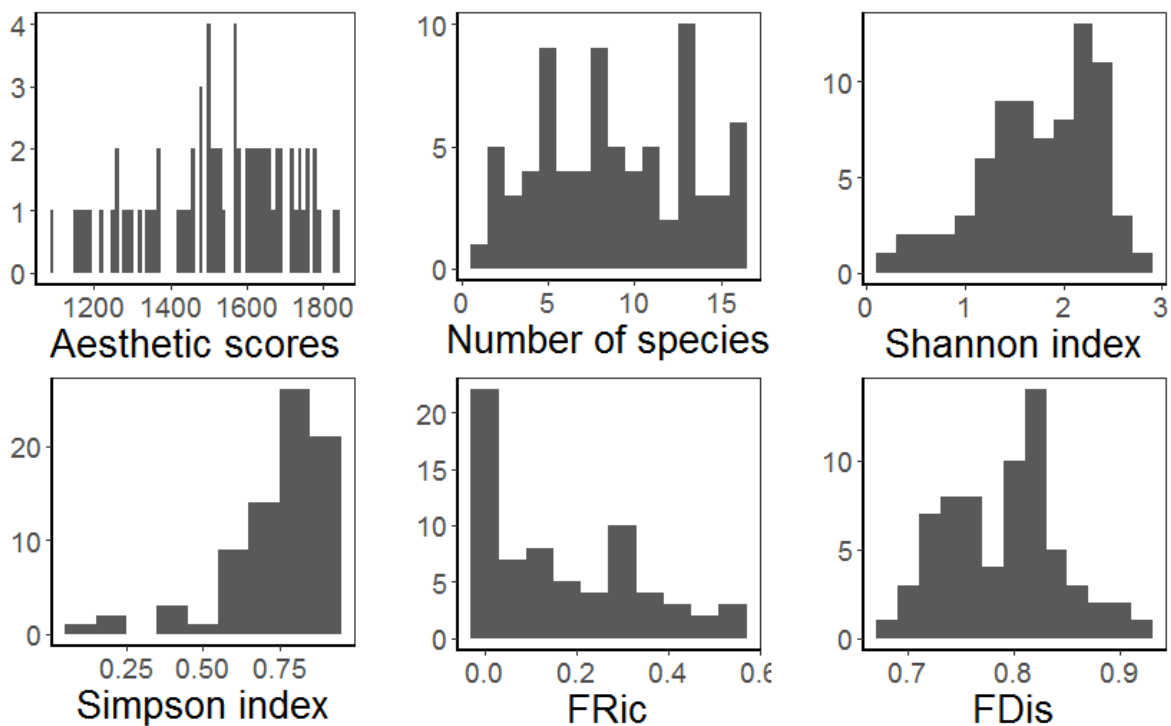 4
3
2
1
0
1200 1400 1600 1800
Aesthetic scores
10
5
0
0 5 10 15
Number of species
10
5
0
0 1 2 3
Shannon index
20
10
0
0.25 0.50 0.75
Simpson index
20
15
10
5
0
0.0 0.2 0.4 0.6
FRic
10
5
0
0.7 0.8 0.9
FDis